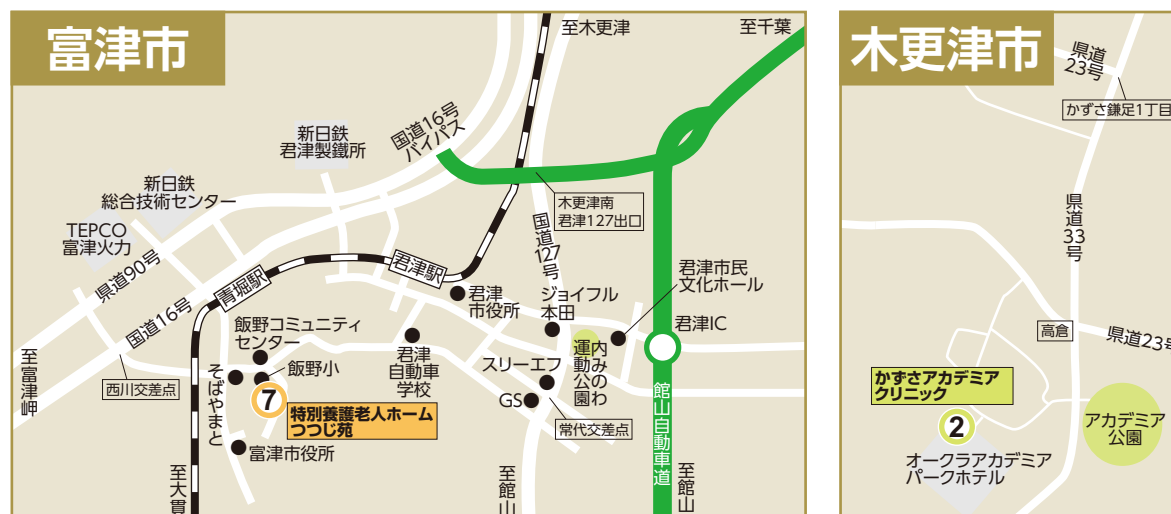 富津市
至木更津
至千葉
国道16号
バイパス
新日鉄
君津製鐵所
新日鉄
総合技術センター
TEPCO
富津火力
木更津南
君津127出口
国道127号
県道90号
国道16号
青堀駅
君津駅
君津
市役所
ジョイフル
本田
君津市民
文化ホール
君津IC
飯野コミュニティ
センター
飯野小
君津
自動車
学校
スリーエフ
GS
内みのわ
運動公園
常代交差点
至富津岬
西川交差点
そばやまと
7
特別養護老人ホーム
つつじ苑
富津市役所
至大貫
至館山
館山自動車道
至館山
木更津市
県道
23号
かずさ鎌足1丁目
県道33号
高倉
県道23号
かずさアカデミア
クリニック
2
オークラアカデミア
パークホテル
アカデミア
公園